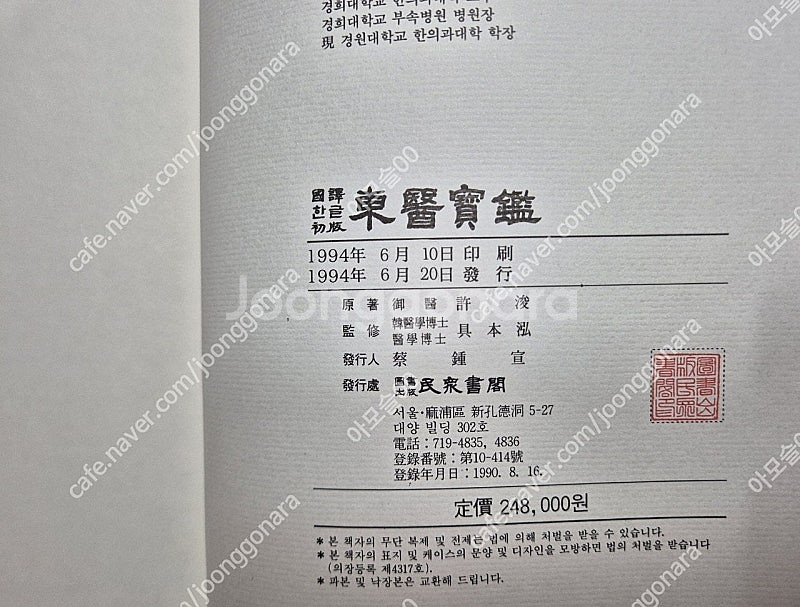 경희대학교 부속병원 병원장
現 경원대학교 한의과대학 학장
國譯
한글
初版
東醫寶鑑
1994年 6月 10日 印刷
1994年 6月 20日 發行
原著 御醫 許浚
監修 韓醫學博士 醫學博士 具本泓
發行人 蔡鍾宣
發行處 圖書出版 民衆書閣
서울·麻浦區 新孔德洞 5-27
대양 빌딩 302호
電話 : 719-4835, 4836
登錄番號 : 第10-414號
登錄年月日 : 1990. 8. 16.
定價 248,000원
* 본 책자의 무단 복제 및 전제는 법에 의해 처벌을 받을 수 있습니다.
* 본 책자의 표지 및 케이스의 문양 및 디자인을 모방하면 법의 처벌을 받습니다
(의장등록 제4317호).
* 파본 및 낙장본은 교환해 드립니다.
Joonggonara
cafe.naver.com/joonggonara
아모슬00